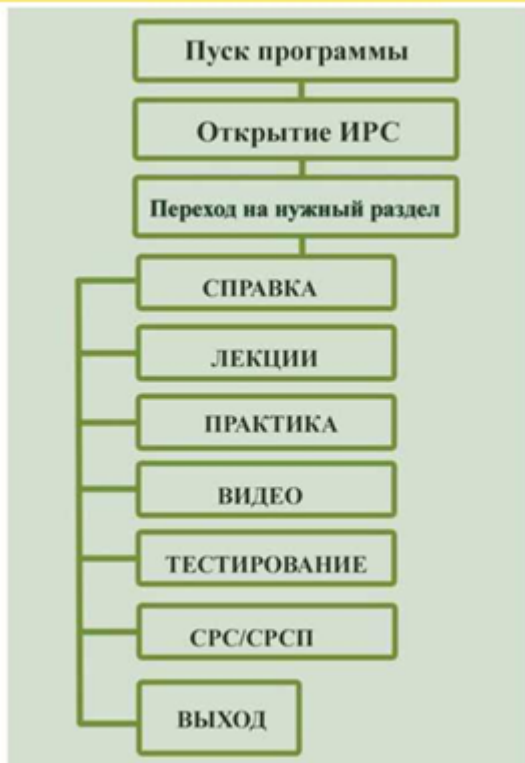 Пуск программы
Открытие ИРС
Переход на нужный раздел
СПРАВКА
ЛЕКЦИИ
ПРАКТИКА
ВИДЕО
ТЕСТИРОВАНИЕ
СРС/СРСП
ВЫХОД